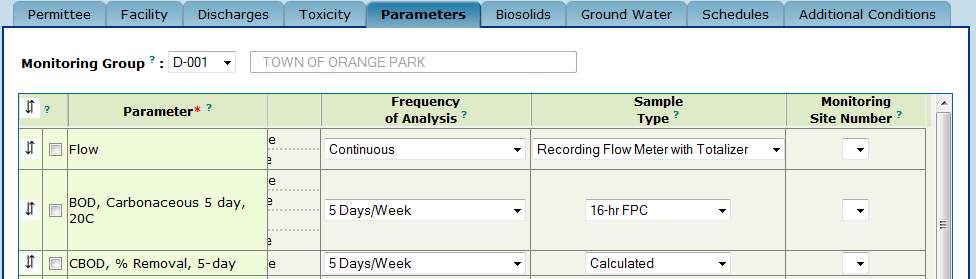 Permittee Facility Discharges Toxicity Parameters Biosolids Ground Water Schedules Additional Conditions
Monitoring Group ? : D-001 TOWN OF ORANGE PARK
? Parameter* ? Frequency of Analysis ? Sample Type ? Monitoring Site Number ?
Flow e e Continuous Recording Flow Meter with Totalizer
BOD, Carbonaceous 5 day, 20C e e e 5 Days/Week 16-hr FPC
CBOD, % Removal, 5-day e 5 Days/Week Calculated